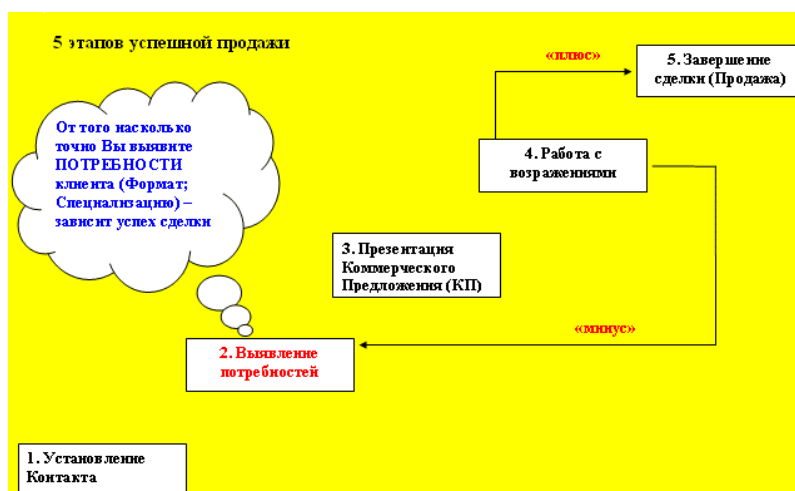 5 этапов успешной продажи
«плюс»
5. Завершение
сделки (Продажа)
От того насколько
точно Вы выявите
ПОТРЕБНОСТИ
клиента (Формат;
Специализацию) –
зависит успех сделки
4. Работа с
возражениями
3. Презентация
Коммерческого
Предложения (КП)
«минус»
2. Выявление
потребностей
1. Установление
Контакта